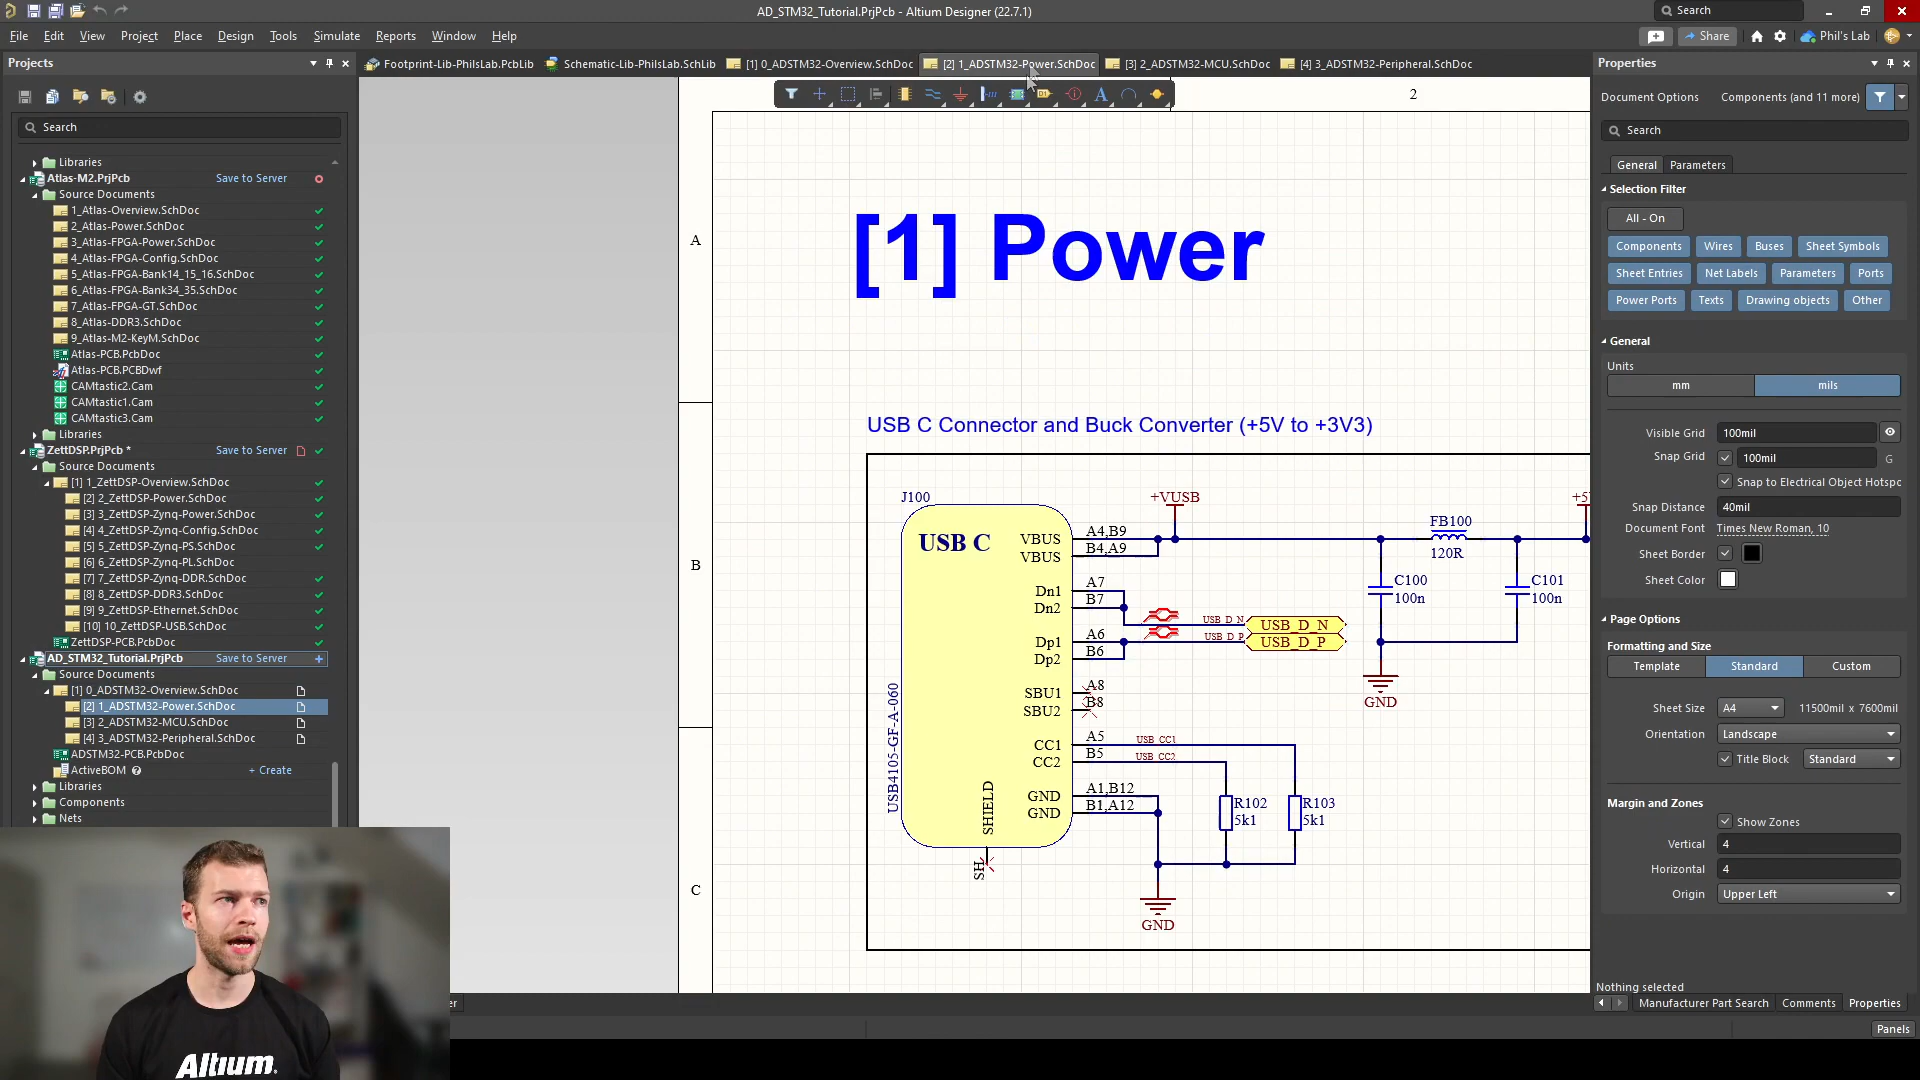 AD_STM32_Tutorial.PrjPcb - Altium Designer (22.7.1)
Search
File Edit View Project Place Design Tools Simulate Reports Window Help
Share
Phil's Lab
Projects
Footprint-Lib-PhilsLab.PcbLib
Schematic-Lib-PhilsLab.SchLib
[1] 0_ADSTM32-Overview.SchDoc
[2] 1_ADSTM32-Power.SchDoc
[3] 2_ADSTM32-MCU.SchDoc
[4] 3_ADSTM32-Peripheral.SchDoc
Properties
Search
Libraries
Atlas-M2.PrjPcb Save to Server
Source Documents
1_Atlas-Overview.SchDoc
2_Atlas-Power.SchDoc
3_Atlas-FPGA-Power.SchDoc
4_Atlas-FPGA-Config.SchDoc
5_Atlas-FPGA-Bank14_15_16.SchDoc
6_Atlas-FPGA-Bank34_35.SchDoc
7_Atlas-FPGA-GT.SchDoc
8_Atlas-DDR3.SchDoc
9_Atlas-M2-KeyM.SchDoc
Atlas-PCB.PcbDoc
Atlas-PCB.PCBDwf
CAMtastic2.Cam
CAMtastic1.Cam
CAMtastic3.Cam
Libraries
ZettDSP.PrjPcb * Save to Server
Source Documents
[1] 1_ZettDSP-Overview.SchDoc
[2] 2_ZettDSP-Power.SchDoc
[3] 3_ZettDSP-Zynq-Power.SchDoc
[4] 4_ZettDSP-Zynq-Config.SchDoc
[5] 5_ZettDSP-Zynq-PS.SchDoc
[6] 6_ZettDSP-Zynq-PL.SchDoc
[7] 7_ZettDSP-Zynq-DDR.SchDoc
[8] 8_ZettDSP-DDR3.SchDoc
[9] 9_ZettDSP-Ethernet.SchDoc
[10] 10_ZettDSP-USB.SchDoc
ZettDSP-PCB.PcbDoc
AD_STM32_Tutorial.PrjPcb Save to Server
Source Documents
[1] 0_ADSTM32-Overview.SchDoc
[2] 1_ADSTM32-Power.SchDoc
[3] 2_ADSTM32-MCU.SchDoc
[4] 3_ADSTM32-Peripheral.SchDoc
ADSTM32-PCB.PcbDoc
ActiveBOM + Create
Libraries
Components
Nets
Altium.
2
A
B
C
[1] Power
USB C Connector and Buck Converter (+5V to +3V3)
J100
USB C
USB4105-GF-A-060
VBUS A4,B9
VBUS B4,A9
Dn1 A7
Dn2 B7
Dp1 A6
Dp2 B6
SBU1 A8
SBU2 B8
CC1 A5
CC2 B5
GND A1,B12
GND B1,A12
SHIELD
SH
+VUSB
USB_D_N USB_D_N
USB_D_P USB_D_P
USB_CC1
USB_CC2
R102
5k1
R103
5k1
GND
FB100
120R
C100
100n
C101
100n
GND
+5
Document Options Components (and 11 more)
Search
General Parameters
Selection Filter
All - On
Components Wires Buses Sheet Symbols
Sheet Entries Net Labels Parameters Ports
Power Ports Texts Drawing objects Other
General
Units
mm mils
Visible Grid 100mil
Snap Grid 100mil G
Snap to Electrical Object Hotspo
Snap Distance 40mil
Document Font Times New Roman, 10
Sheet Border
Sheet Color
Page Options
Formatting and Size
Template Standard Custom
Sheet Size A4 11500mil x 7600mil
Orientation Landscape
Title Block Standard
Margin and Zones
Show Zones
Vertical 4
Horizontal 4
Origin Upper Left
Nothing selected
Manufacturer Part Search Comments Properties
Panels
er